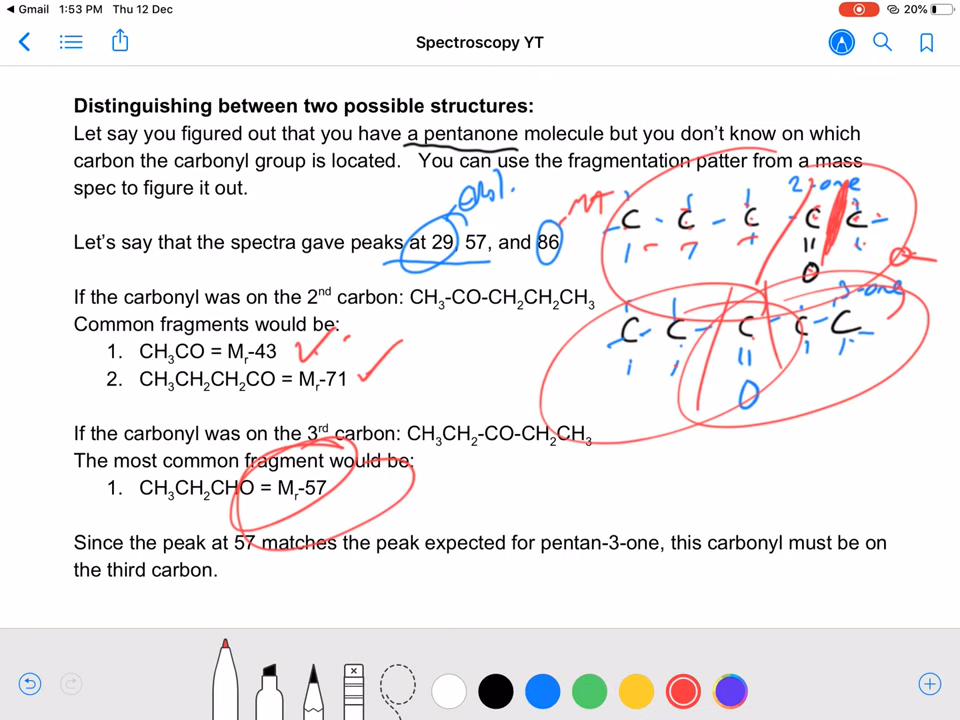 Gmail 1:53 PM Thu 12 Dec 20%
Spectroscopy YT
Distinguishing between two possible structures:
Let say you figured out that you have a pentanone molecule but you don't know on which
carbon the carbonyl group is located. You can use the fragmentation patter from a mass
spec to figure it out.
2-one
C - C - C - C C -
O
Let's say that the spectra gave peaks at 29, 57, and 86
3-one
C - C - C - C - C -
O
If the carbonyl was on the 2nd carbon: CH3-CO-CH2CH2CH3
Common fragments would be:
1. CH3CO = Mr-43
2. CH3CH2CH2CO = Mr-71
If the carbonyl was on the 3rd carbon: CH3CH2-CO-CH2CH3
The most common fragment would be:
1. CH3CH2CHO = Mr-57
Since the peak at 57 matches the peak expected for pentan-3-one, this carbonyl must be on
the third carbon.